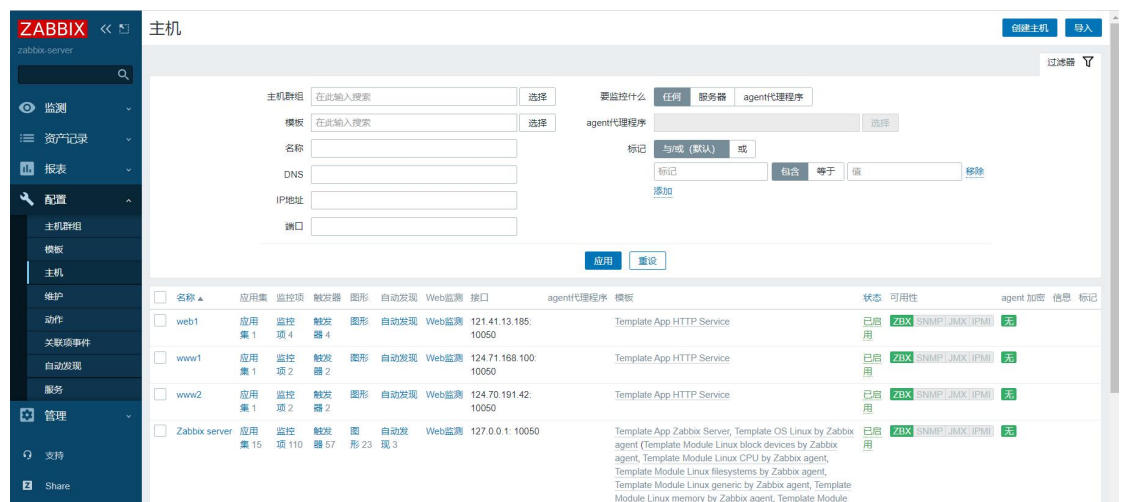 ZABBIX
主机
创建主机 导入
zabbix-server
过滤器
监测
资产记录
报表
配置
主机群组
模板
主机
维护
动作
关联项事件
自动发现
服务
管理
支持
Share
主机群组 在此输入搜索 选择
模板 在此输入搜索 选择
名称
DNS
IP地址
端口
要监控什么 任何 服务器 agent代理程序
agent代理程序 选择
标记 与/或 (默认) 或
标记 包含 等于 值 移除
添加
应用 重设
名称 应用集 监控项 触发器 图形 自动发现 Web监测 接口 agent代理程序 模板 状态 可用性 agent 加密 信息 标记
web1 应用 监控 触发 图形 自动发现 Web监测 121.41.13.185: Template App HTTP Service 已启 ZBX SNMP JMX IPMI 无
集 1 项 4 器 4 10050 用
www1 应用 监控 触发 图形 自动发现 Web监测 124.71.168.100: Template App HTTP Service 已启 ZBX SNMP JMX IPMI 无
集 1 项 2 器 2 10050 用
www2 应用 监控 触发 图形 自动发现 Web监测 124.70.191.42: Template App HTTP Service 已启 ZBX SNMP JMX IPMI 无
集 1 项 2 器 2 10050 用
Zabbix server 应用 监控 触发 图 自动发 Web监测 127.0.0.1: 10050 Template App Zabbix Server, Template OS Linux by Zabbix 已启 ZBX SNMP JMX IPMI 无
集 15 项 110 器 57 形 23 现 3 agent (Template Module Linux block devices by Zabbix 用
agent, Template Module Linux CPU by Zabbix agent,
Template Module Linux filesystems by Zabbix agent,
Template Module Linux generic by Zabbix agent, Template
Module Linux memory by Zabbix agent, Template Module